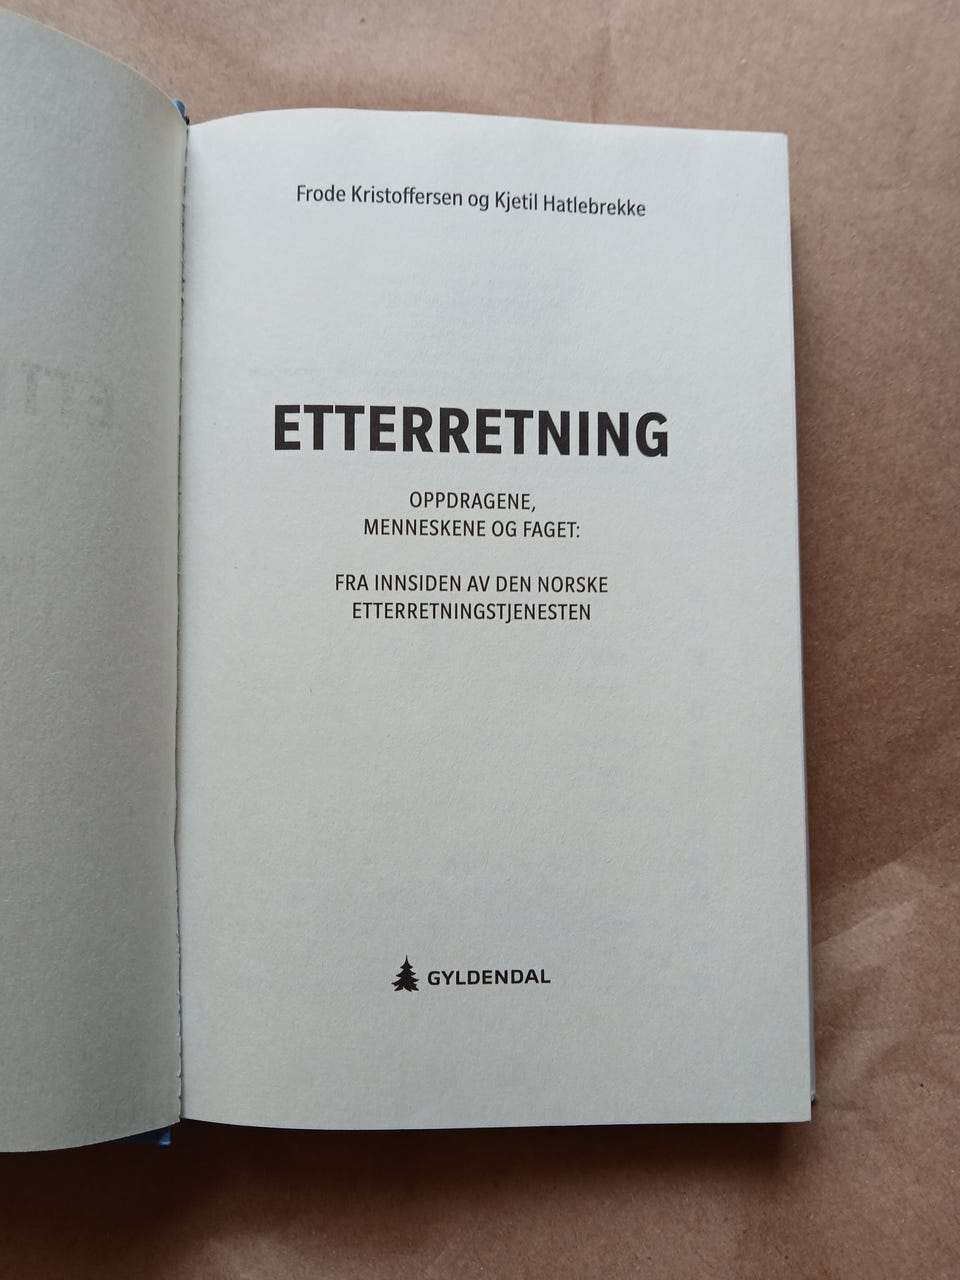 Frode Kristoffersen og Kjetil Hatlebrekke
ETTERRETNING
OPPDRAGENE,
MENNESKENE OG FAGET:
FRA INNSIDEN AV DEN NORSKE
ETTERRETNINGSTJENESTEN
GYLDENDAL